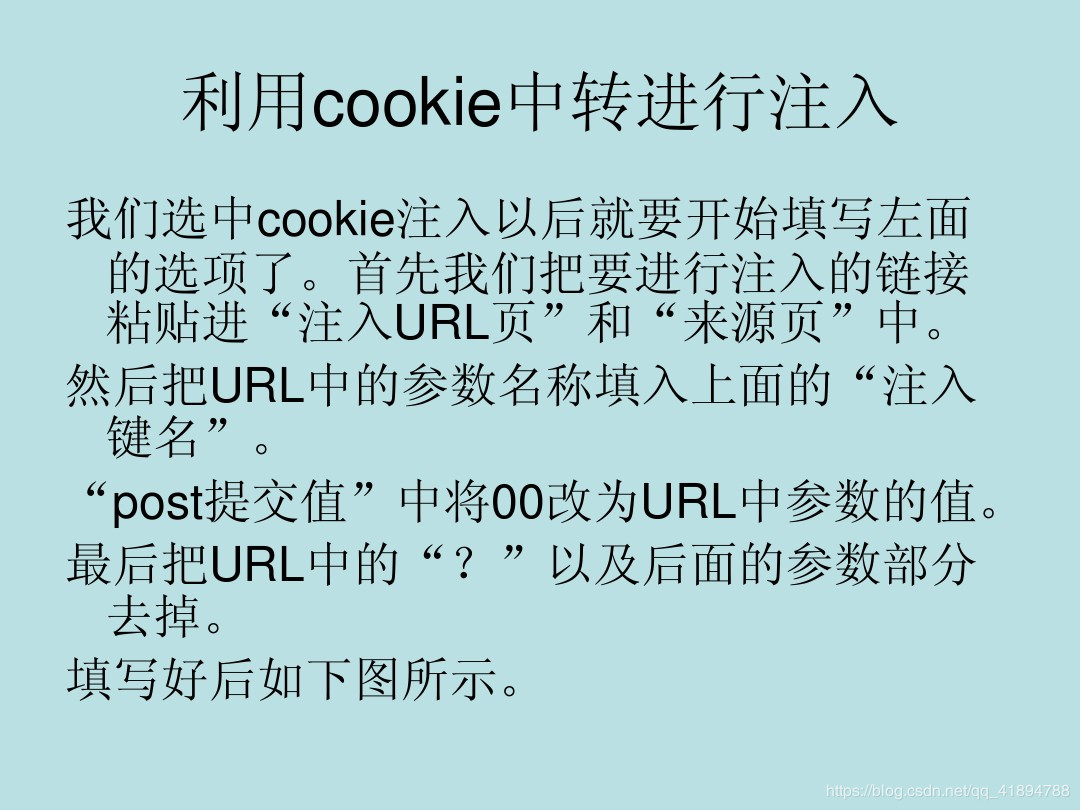 利用cookie中转进行注入
我们选中cookie注入以后就要开始填写左面
的选项了。首先我们把要进行注入的链接
粘贴进“注入URL页”和“来源页”中。
然后把URL中的参数名称填入上面的“注入
键名”。
“post提交值”中将00改为URL中参数的值。
最后把URL中的“？”以及后面的参数部分
去掉。
填写好后如下图所示。
https://blog.csdn.net/qq_41894788